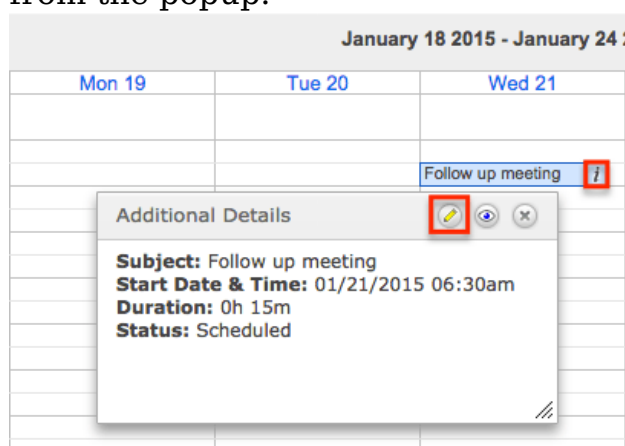 from the popup.
January 18 2015 - January 24
Mon 19 Tue 20 Wed 21
Follow up meeting i
Additional Details
Subject: Follow up meeting
Start Date & Time: 01/21/2015 06:30am
Duration: 0h 15m
Status: Scheduled